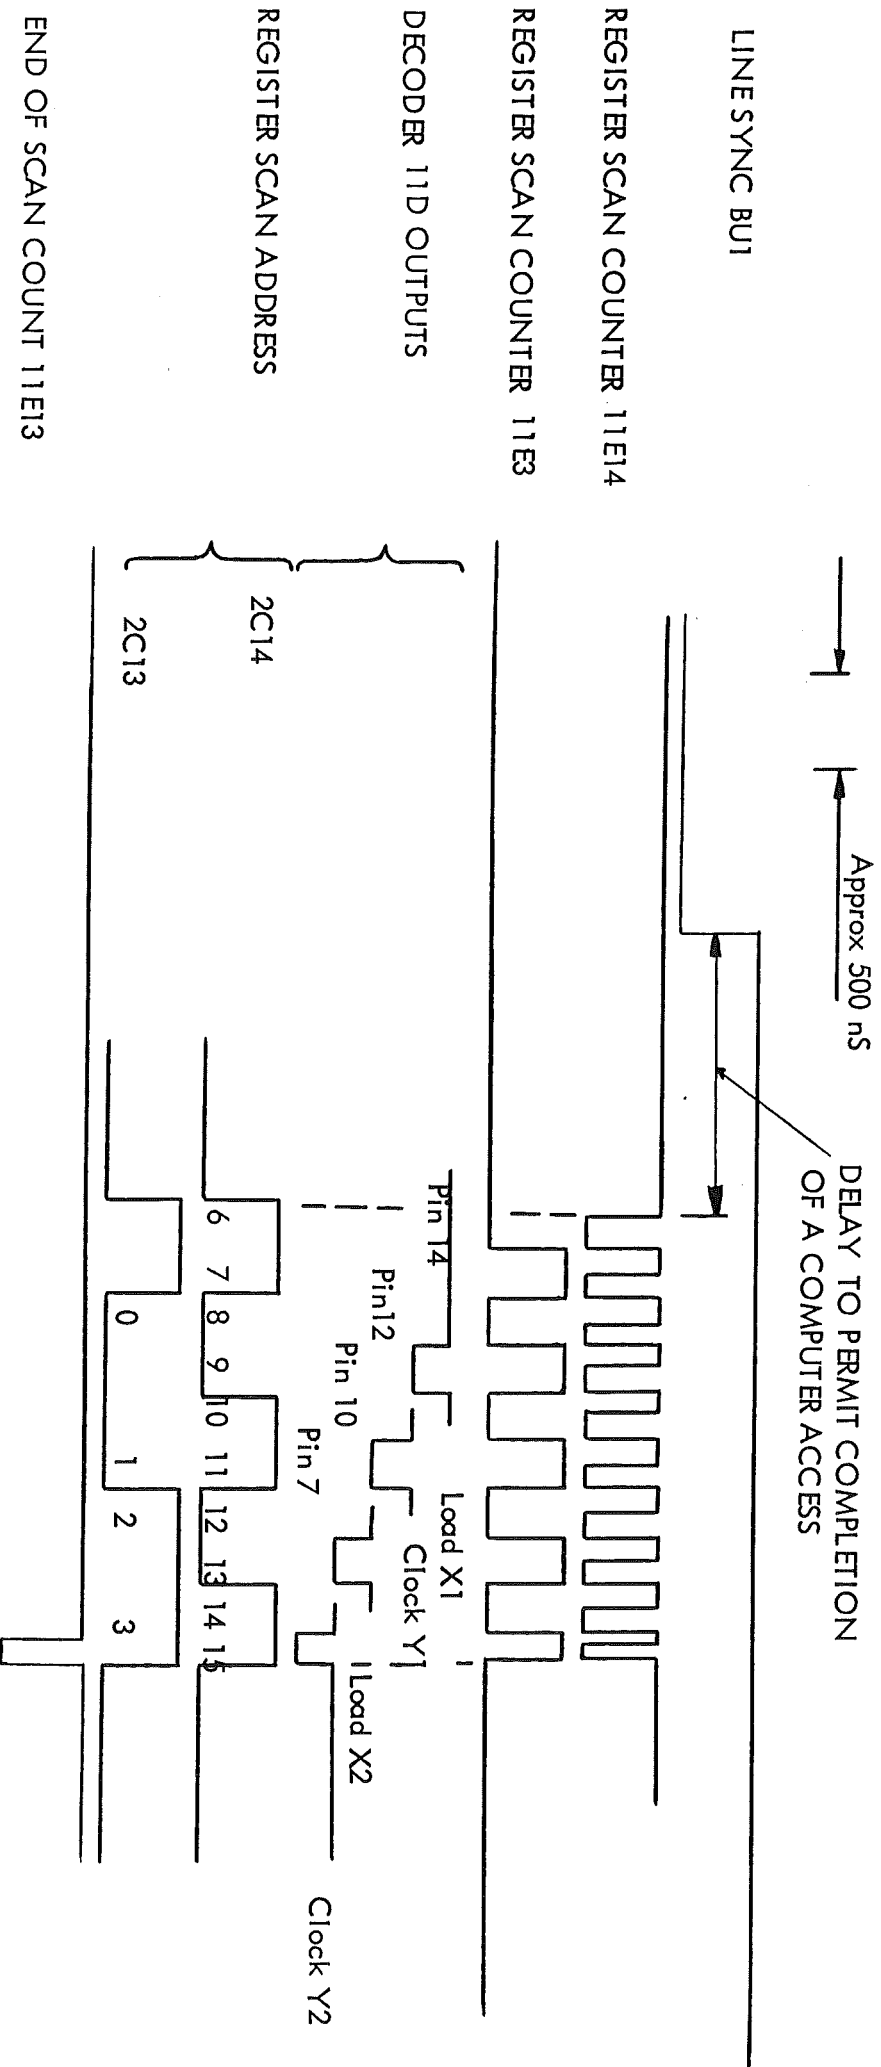 Approx 500 nS
DELAY TO PERMIT COMPLETION
OF A COMPUTER ACCESS
LINE SYNC BU1
REGISTER SCAN COUNTER 11E14
REGISTER SCAN COUNTER 11E3
DECODER 11D OUTPUTS
Pin 14
Load X1
Pin12
Clock Y1
Pin 10
Load X2
Pin 7
Clock Y2
REGISTER SCAN ADDRESS
2C14
6 7 8 9 10 11 12 13 14 15
2C13
0 1 2 3
END OF SCAN COUNT 11E13